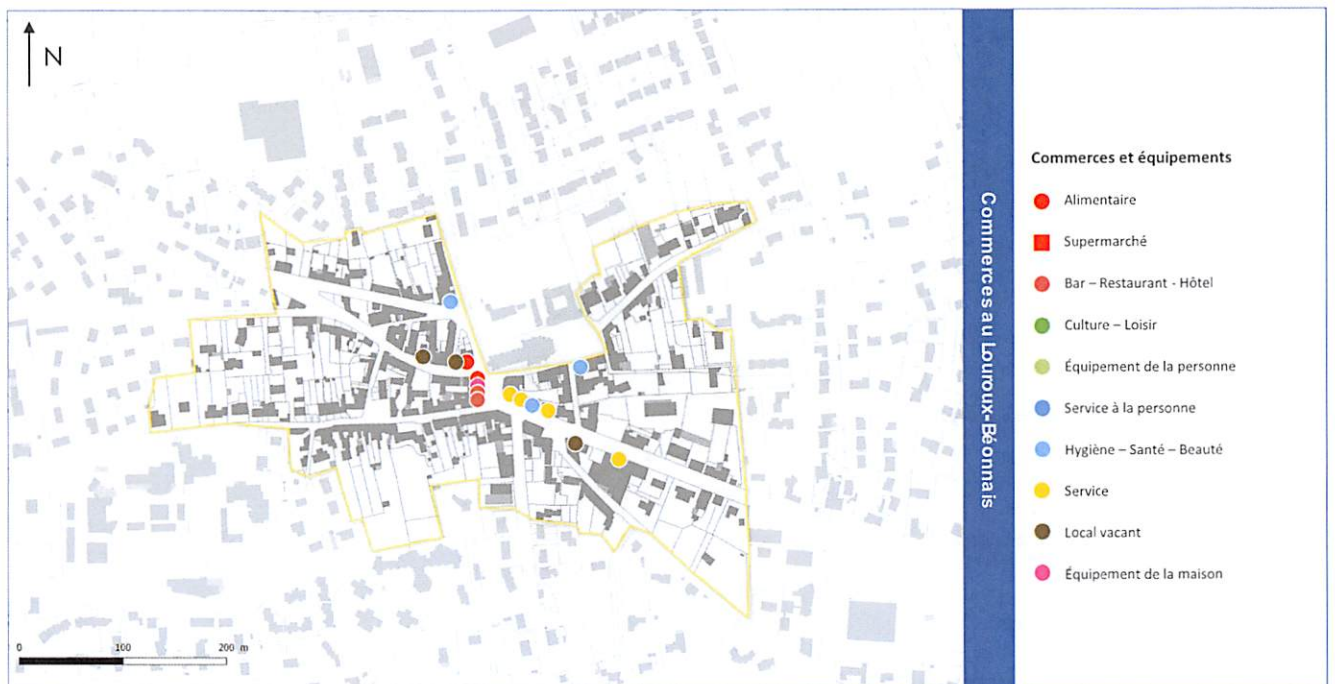 N
0 100 200 m
Commerces au Louroux-Béonnais
Commerces et équipements
Alimentaire
Supermarché
Bar – Restaurant - Hôtel
Culture – Loisir
Équipement de la personne
Service à la personne
Hygiène – Santé – Beauté
Service
Local vacant
Équipement de la maison